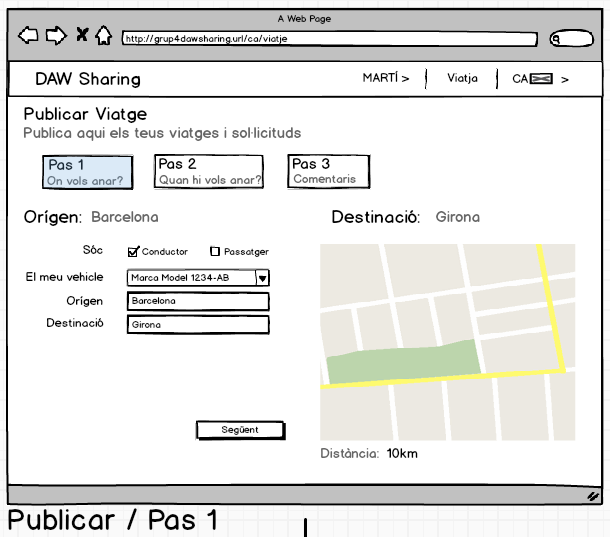 A Web Page
http://grup4dawsharing.url/ca/viatje
DAW Sharing MARTÍ > Viatja CA >
Publicar Viatge
Publica aqui els teus viatges i sol·licituds
Pas 1 Pas 2 Pas 3
On vols anar? Quan hi vols anar? Comentaris
Orígen: Barcelona Destinació: Girona
Sóc Conductor Passatger
El meu vehicle Marca Model 1234-AB
Orígen Barcelona
Destinació Girona
Següent
Distància: 10km
Publicar / Pas 1